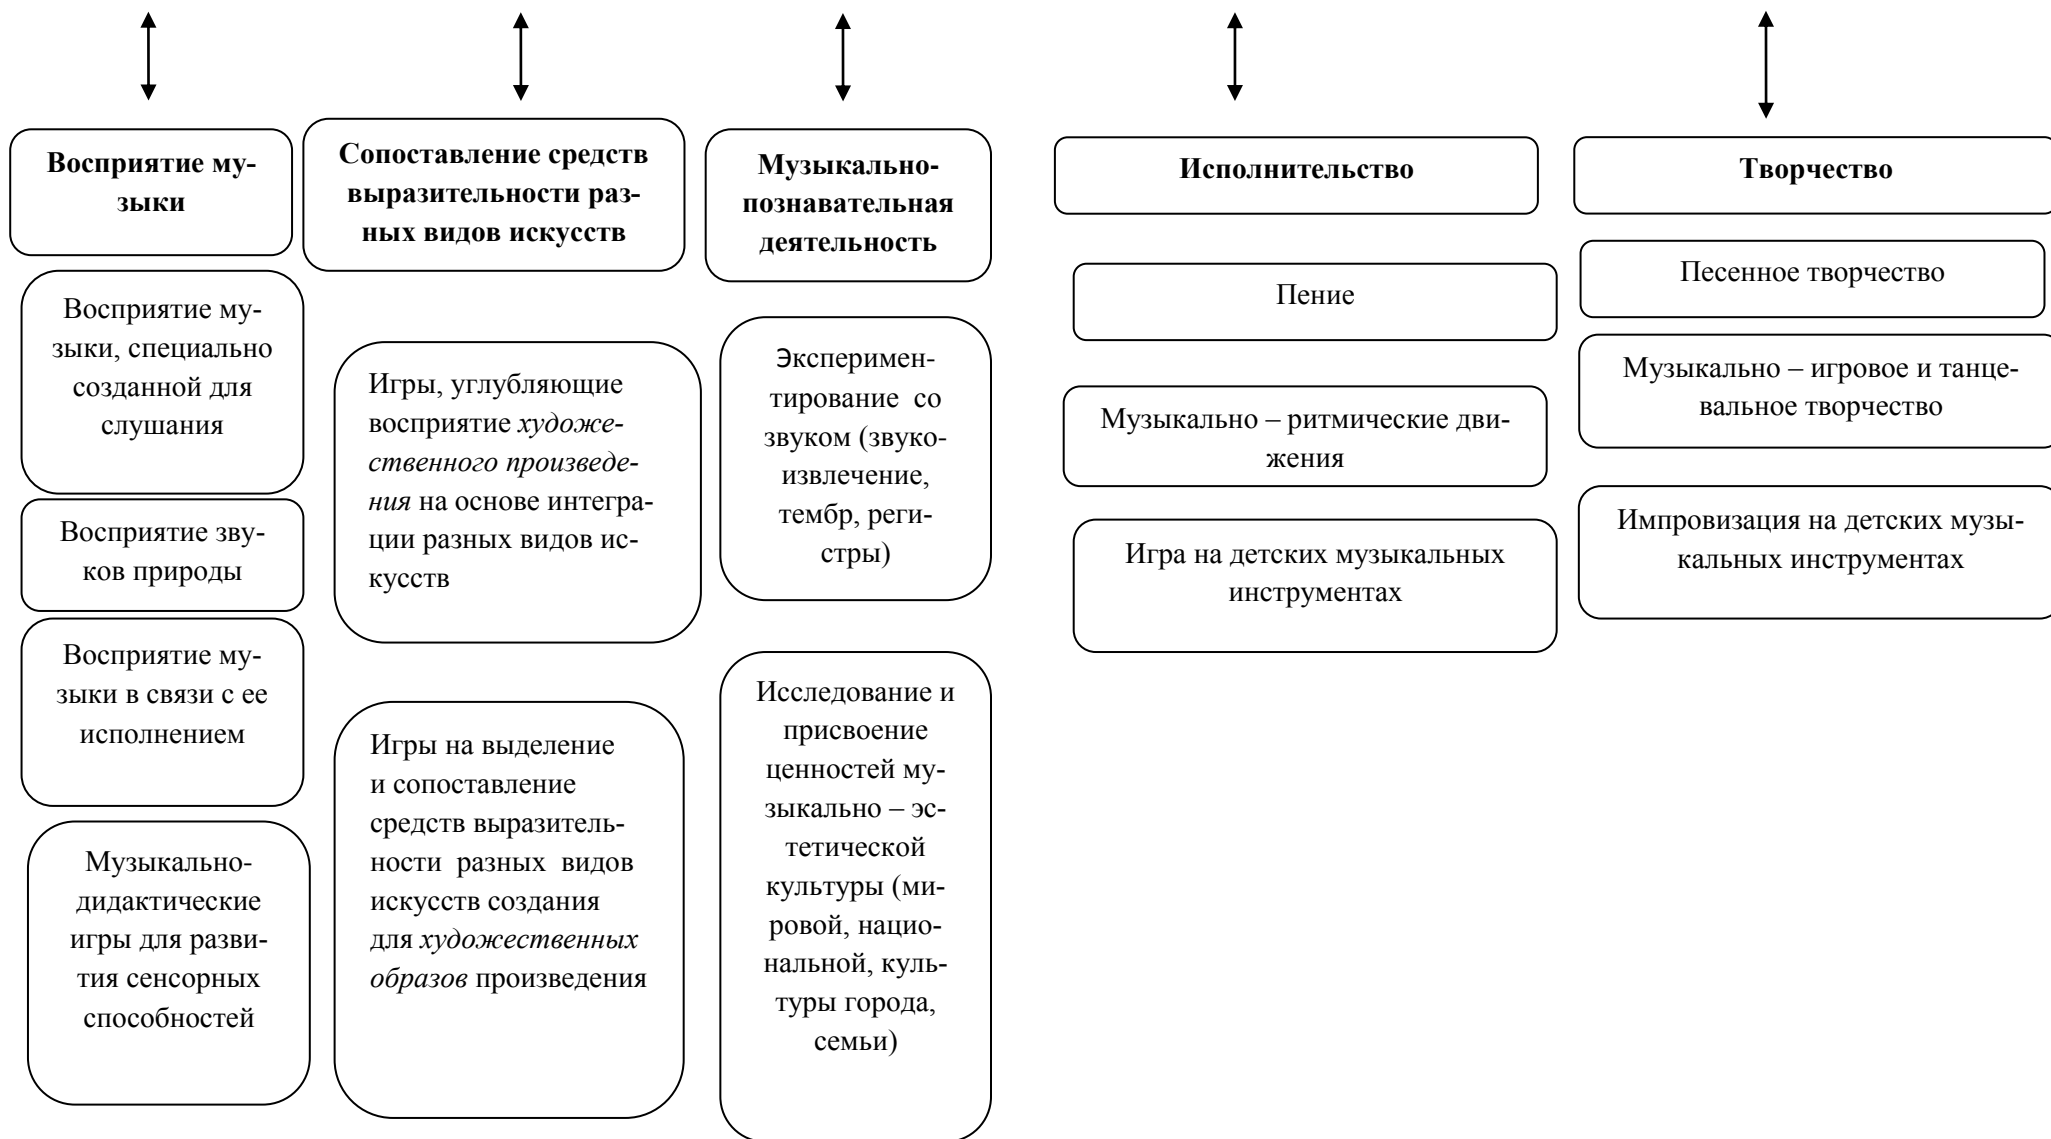 Восприятие му-
зыки
Восприятие му-
зыки, специально
созданной для
слушания
Восприятие зву-
ков природы
Восприятие му-
зыки в связи с ее
исполнением
Музыкально-
дидактические
игры для разви-
тия сенсорных
способностей
Сопоставление средств
выразительности раз-
ных видов искусств
Игры, углубляющие
восприятие художе-
ственного произведе-
ния на основе интегра-
ции разных видов ис-
кусств
Игры на выделение
и сопоставление
средств выразитель-
ности разных видов
искусств создания
для художественных
образов произведения
Музыкально-
познавательная
деятельность
Эксперимен-
тирование со
звуком (звуко-
извлечение,
тембр, реги-
стры)
Исследование и
присвоение
ценностей му-
зыкально – эс-
тетической
культуры (ми-
ровой, нацио-
нальной, куль-
туры города,
семьи)
Исполнительство
Пение
Музыкально – ритмические дви-
жения
Игра на детских музыкальных
инструментах
Творчество
Песенное творчество
Музыкально – игровое и танце-
вальное творчество
Импровизация на детских музы-
кальных инструментах